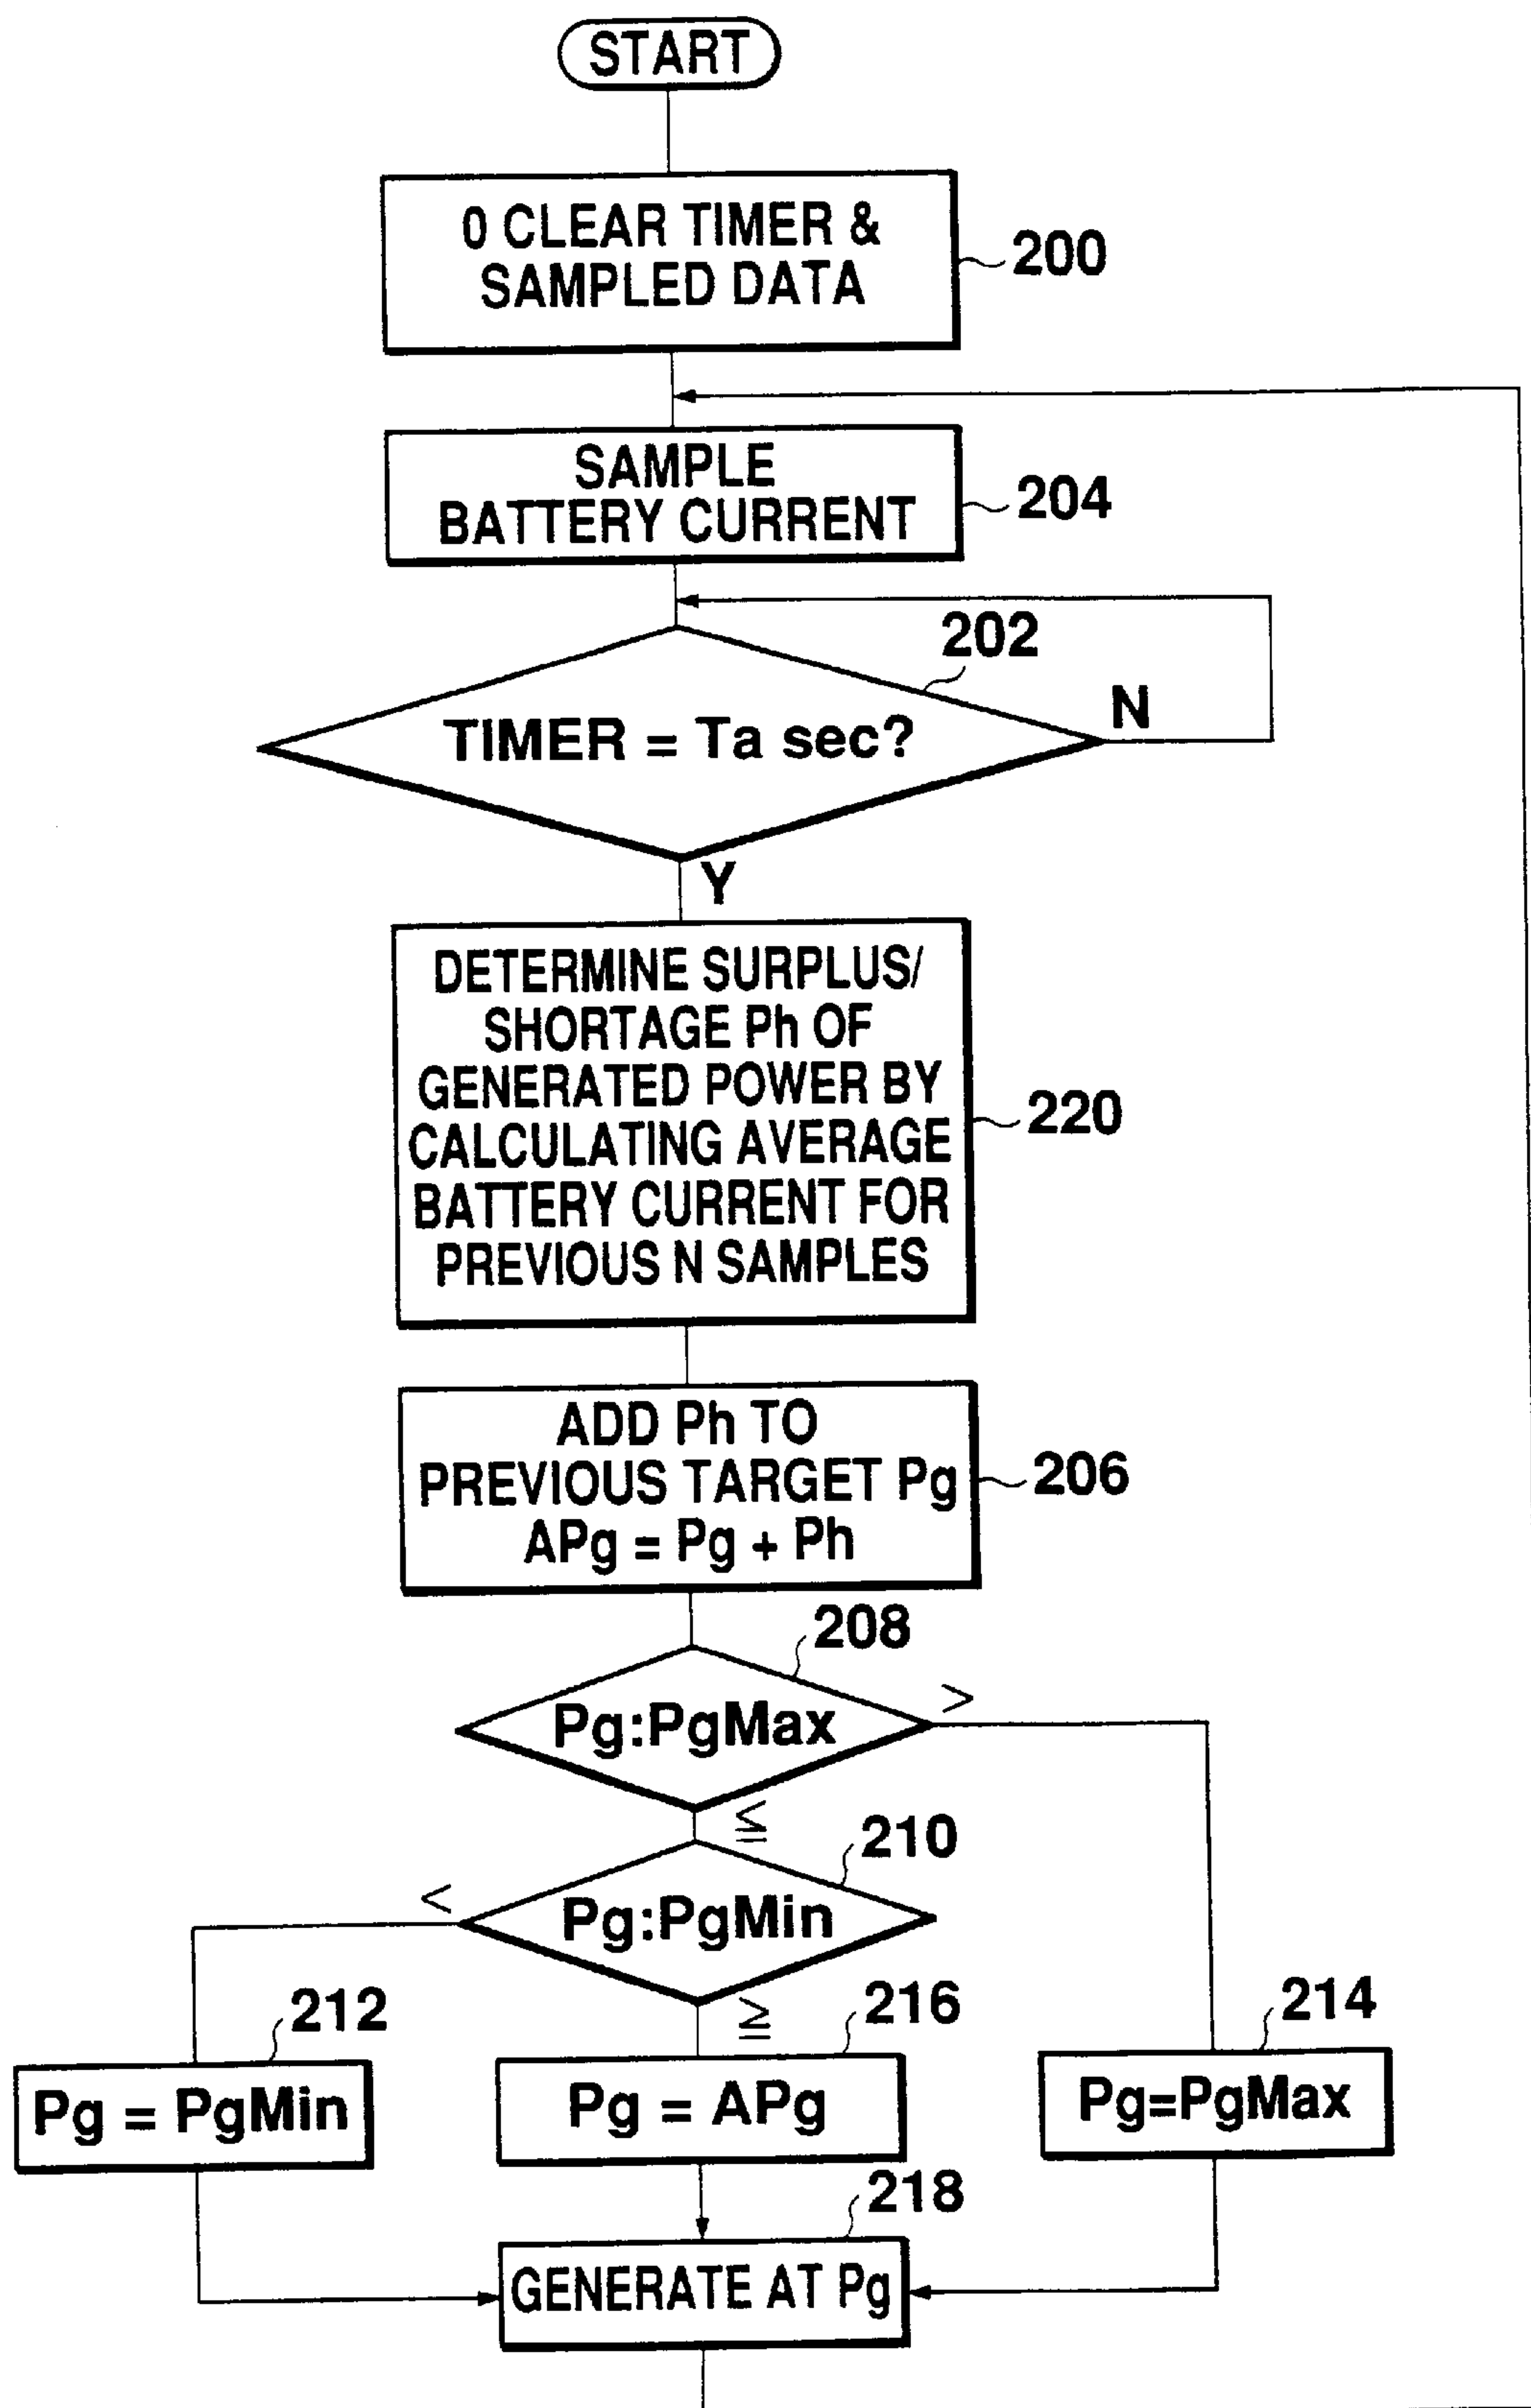 START
0 CLEAR TIMER &
SAMPLED DATA
200
SAMPLE
BATTERY CURRENT
204
202
TIMER = Ta sec?
N
Y
DETERMINE SURPLUS/
SHORTAGE Ph OF
GENERATED POWER BY
CALCULATING AVERAGE
BATTERY CURRENT FOR
PREVIOUS N SAMPLES
220
ADD Ph TO
PREVIOUS TARGET Pg
APg = Pg + Ph
206
208
>
Pg:PgMax
≦
210
<
Pg:PgMin
≧
212
216
214
Pg = PgMin
Pg = APg
Pg=PgMax
218
GENERATE AT Pg